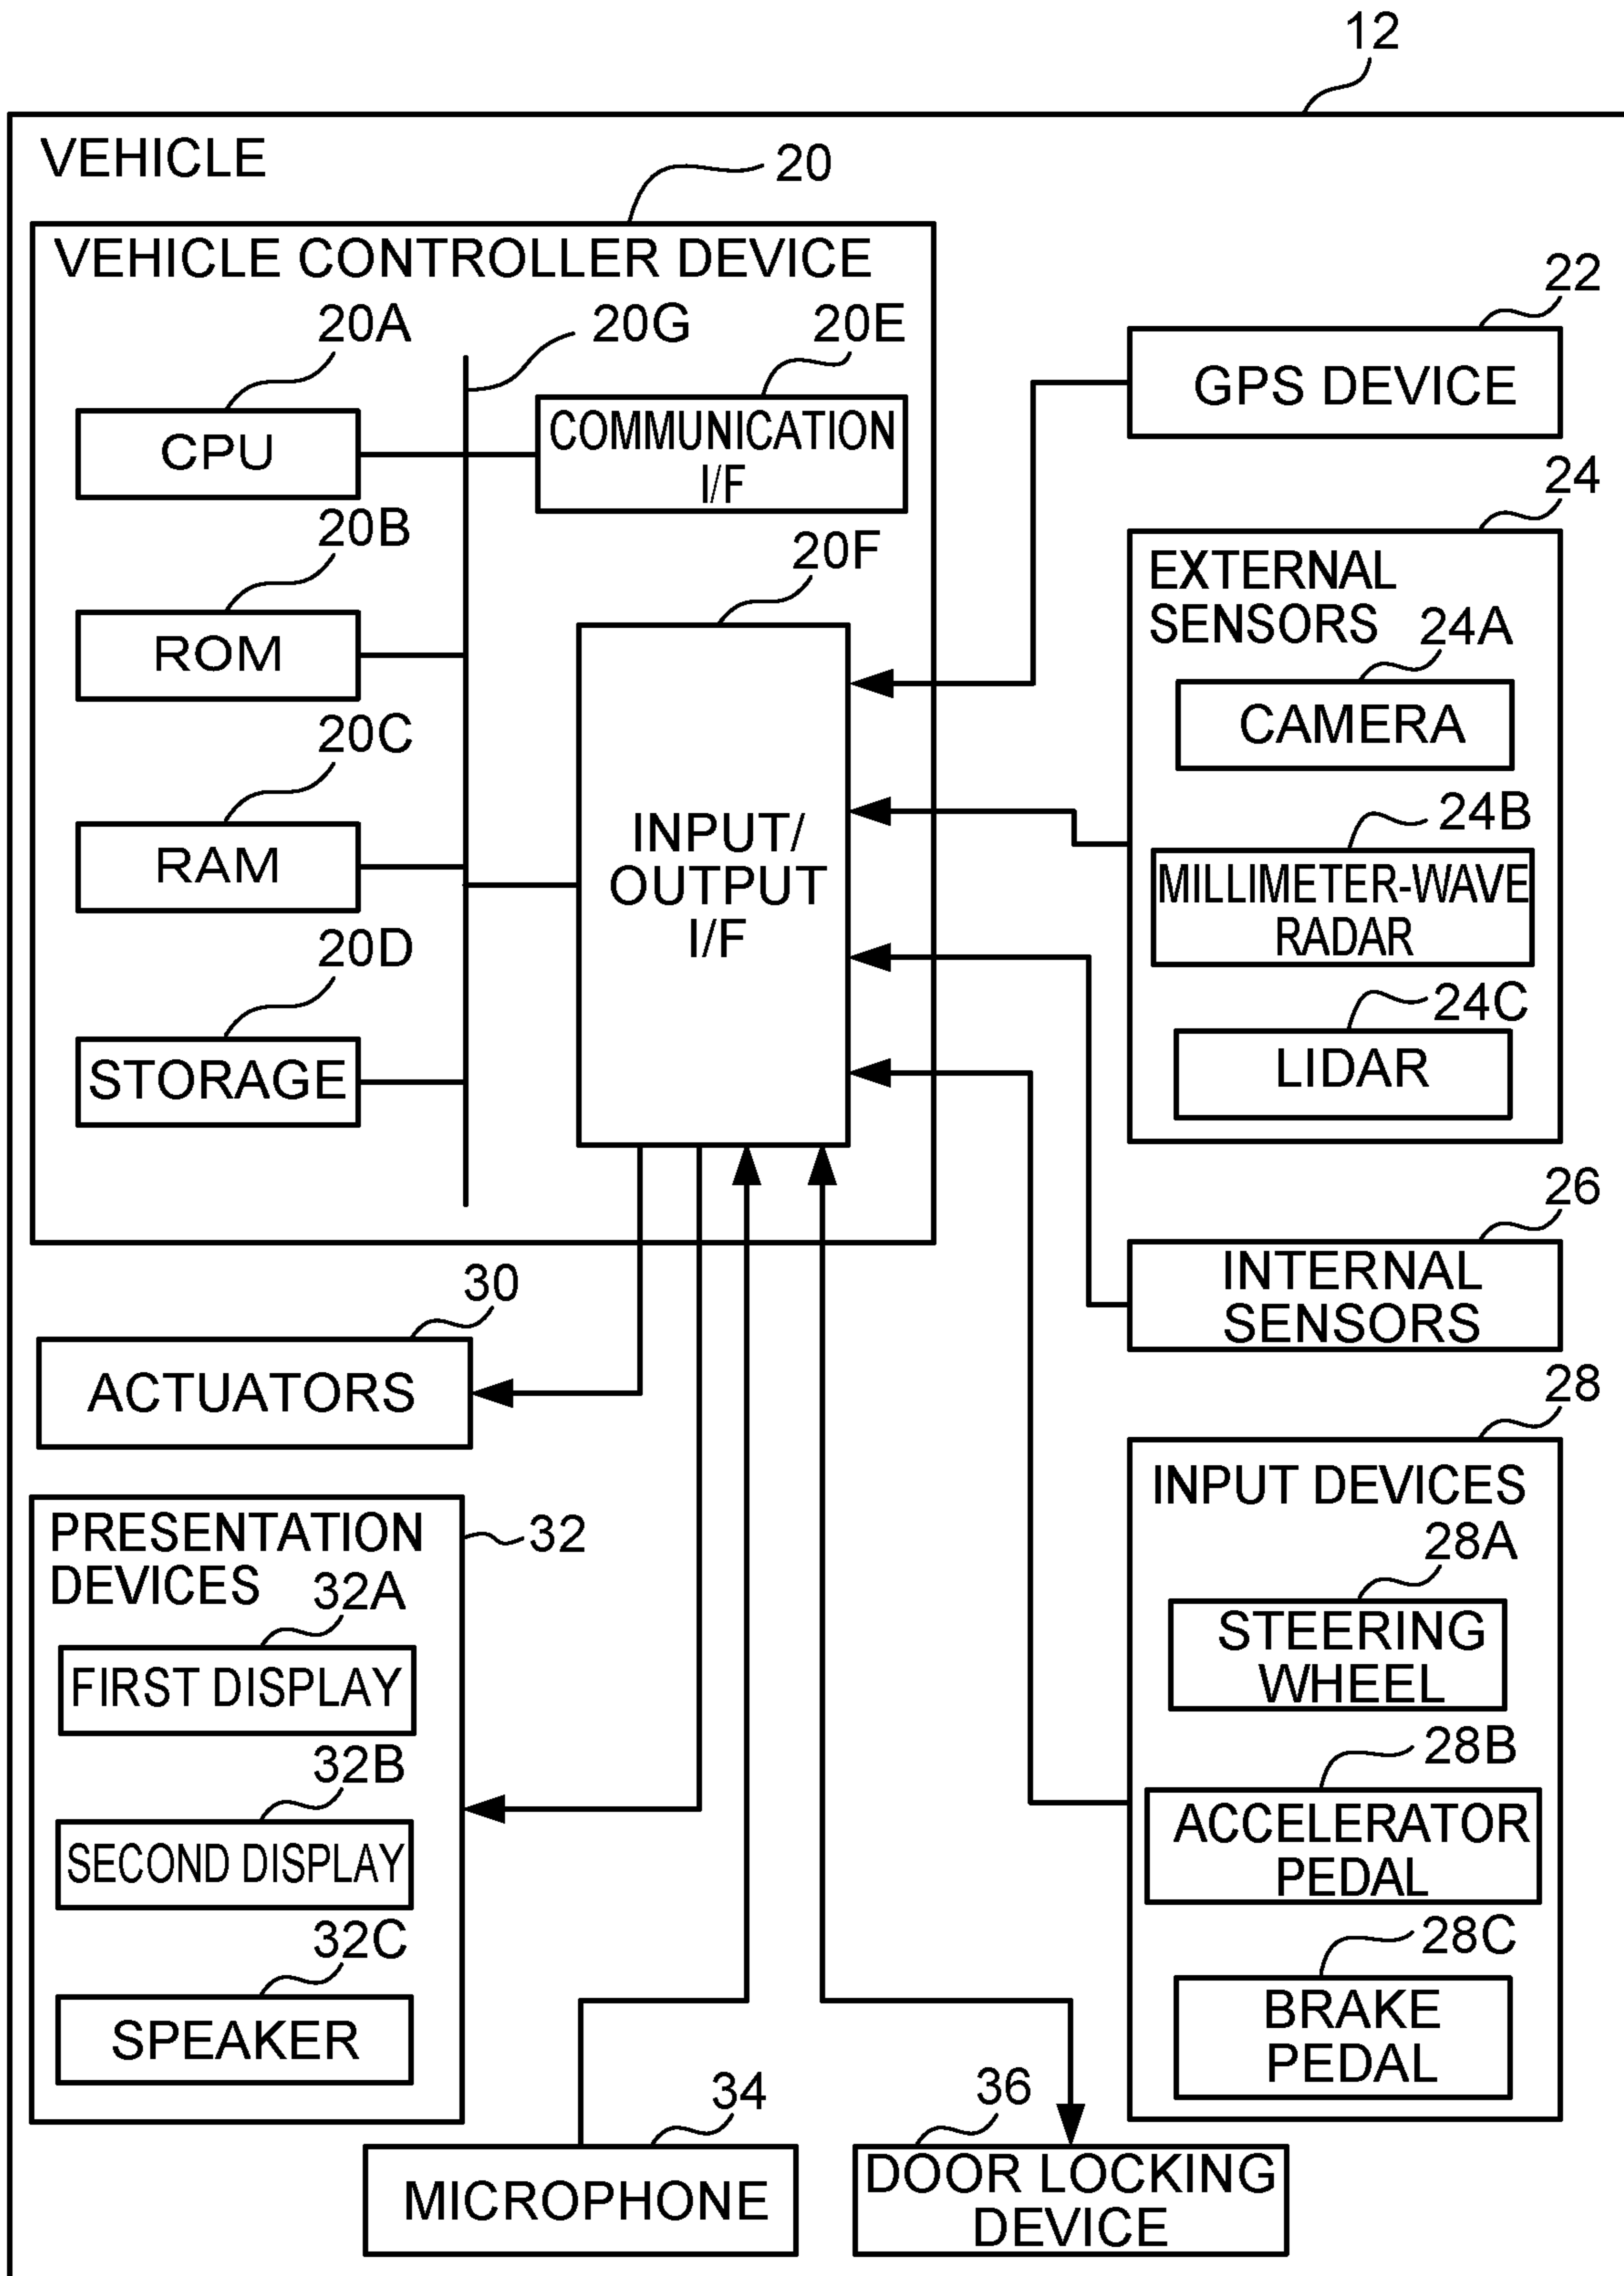 12
VEHICLE
20
VEHICLE CONTROLLER DEVICE
20A
20G
20E
CPU
COMMUNICATION
I/F
20B
ROM
20F
INPUT/
OUTPUT
I/F
20C
RAM
20D
STORAGE
22
GPS DEVICE
24
EXTERNAL
SENSORS
24A
CAMERA
24B
MILLIMETER-WAVE
RADAR
24C
LIDAR
26
INTERNAL
SENSORS
28
INPUT DEVICES
28A
STEERING
WHEEL
28B
ACCELERATOR
PEDAL
28C
BRAKE
PEDAL
30
ACTUATORS
PRESENTATION
DEVICES
32
32A
FIRST DISPLAY
32B
SECOND DISPLAY
32C
SPEAKER
34
MICROPHONE
36
DOOR LOCKING
DEVICE